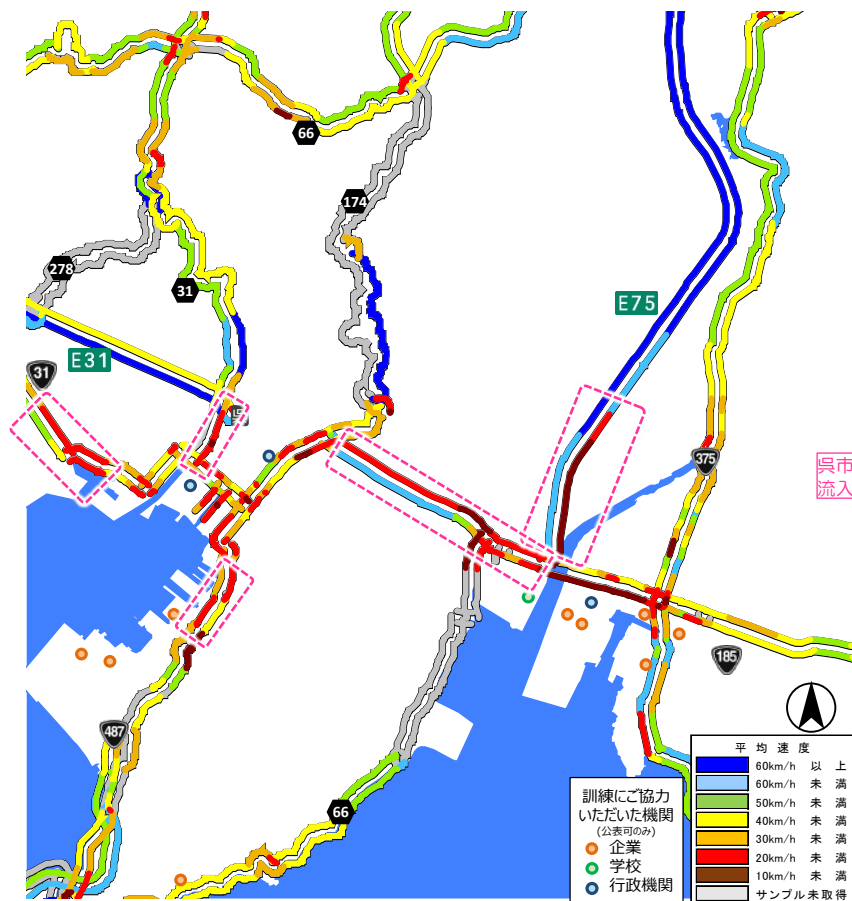 66
174
278
31
E75
E31
31
375
呉市
流入
185
487
66
平均速度
60km/h 以上
60km/h 未満
50km/h 未満
40km/h 未満
30km/h 未満
20km/h 未満
10km/h 未満
サンプル未取得
訓練にご協力
いただいた機関
(公表可のみ)
企業
学校
行政機関